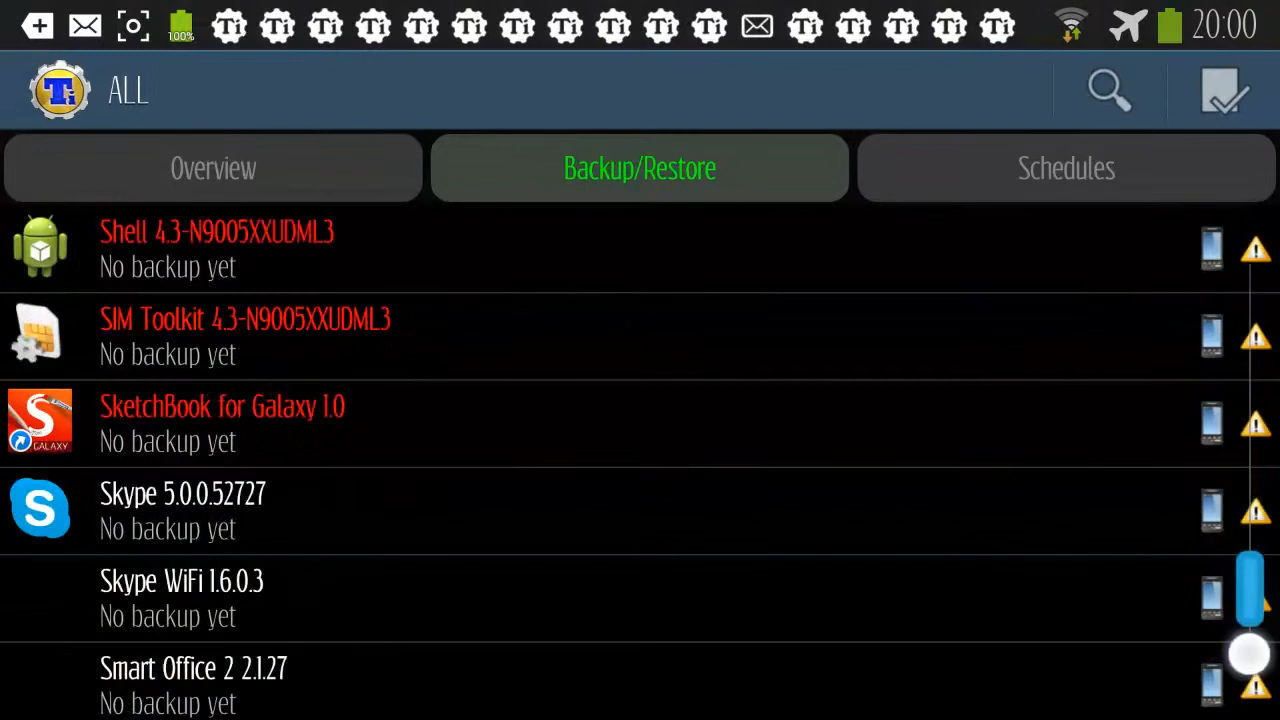 100%
20:00
Ti ALL
Overview
Backup/Restore
Schedules
Shell 4.3-N9005XXUDML3
No backup yet
SIM Toolkit 4.3-N9005XXUDML3
No backup yet
SketchBook for Galaxy 1.0
No backup yet
GALAXY
Skype 5.0.0.52727
No backup yet
Skype WiFi 1.6.0.3
No backup yet
Smart Office 2 2.1.27
No backup yet